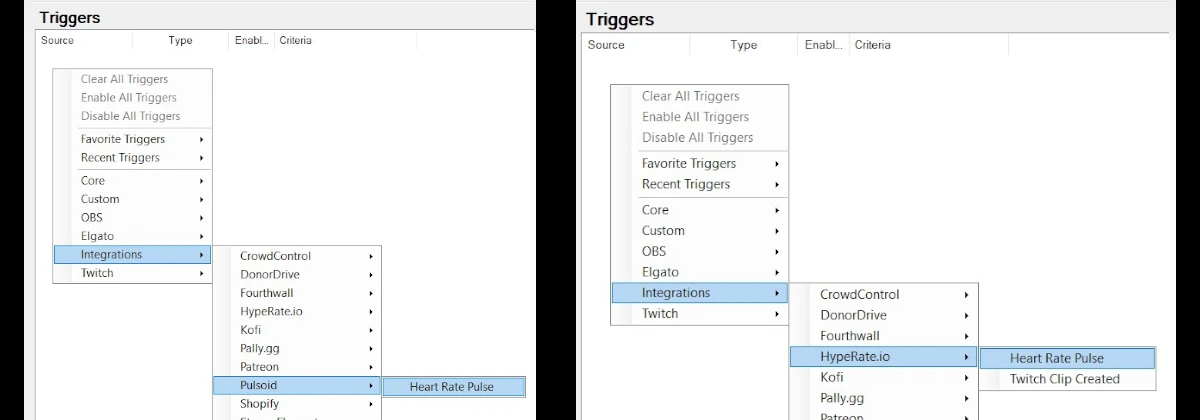 Triggers
Source Type Enabl... Criteria
Clear All Triggers
Enable All Triggers
Disable All Triggers
Favorite Triggers
Recent Triggers
Core
Custom
OBS
Elgato
Integrations
Twitch
CrowdControl
DonorDrive
Fourthwall
HypeRate.io
Kofi
Pally.gg
Patreon
Pulsoid
Heart Rate Pulse
Shopify
Triggers
Source Type Enabl... Criteria
Clear All Triggers
Enable All Triggers
Disable All Triggers
Favorite Triggers
Recent Triggers
Core
Custom
OBS
Elgato
Integrations
Twitch
CrowdControl
DonorDrive
Fourthwall
HypeRate.io
Heart Rate Pulse
Twitch Clip Created
Kofi
Pally.gg
Patreon